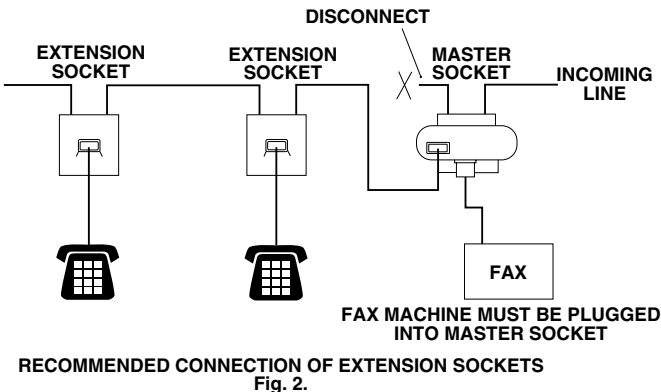 DISCONNECT
EXTENSION
SOCKET
EXTENSION
SOCKET
MASTER
SOCKET
INCOMING
LINE
FAX
FAX MACHINE MUST BE PLUGGED
INTO MASTER SOCKET
RECOMMENDED CONNECTION OF EXTENSION SOCKETS
Fig. 2.